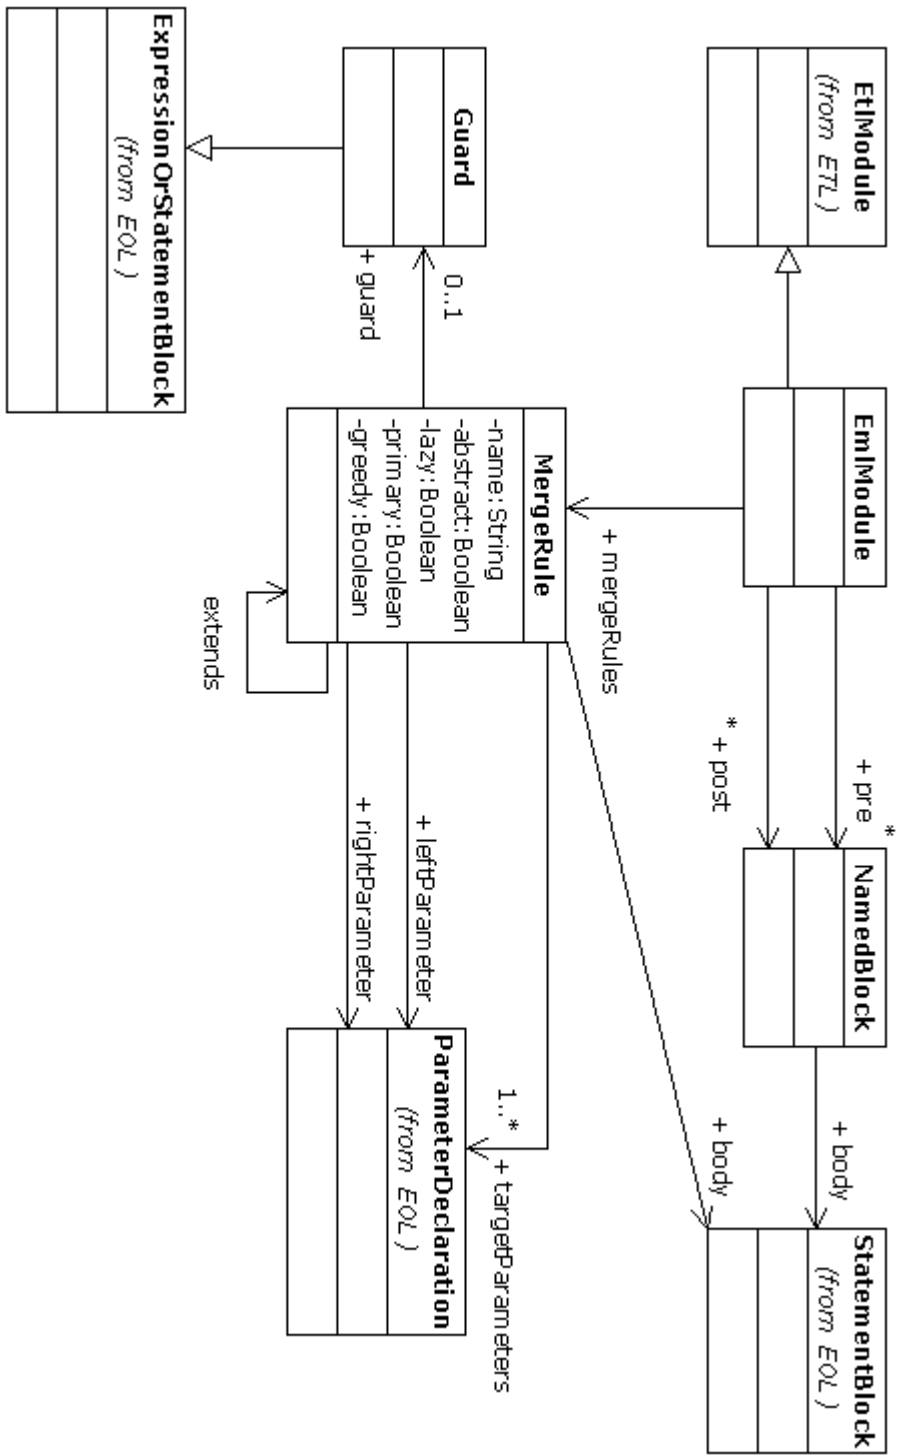 EtlModule
(from ETL)
EmlModule
+ pre
*
* + post
NamedBlock
+ body
StatementBlock
(from EOL)
+ mergeRules
+ body
Guard
0..1
+ guard
MergeRule
-name:String
-abstract:Boolean
-lazy:Boolean
-primary:Boolean
-greedy:Boolean
extends
1..*
+ targetParameters
+ leftParameter
+ rightParameter
ParameterDeclaration
(from EOL)
ExpressionOrStatementBlock
(from EOL)